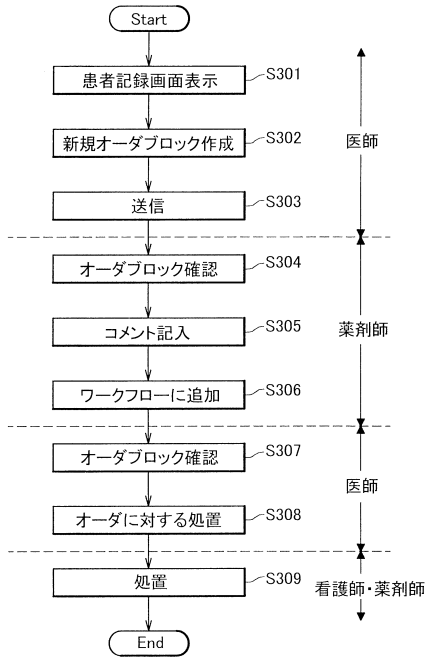 Start
患者記録画面表示
S301
新規オーダブロック作成
S302
医師
送信
S303
オーダブロック確認
S304
コメント記入
S305
薬剤師
ワークフローに追加
S306
オーダブロック確認
S307
医師
オーダに対する処置
S308
処置
S309
看護師・薬剤師
End